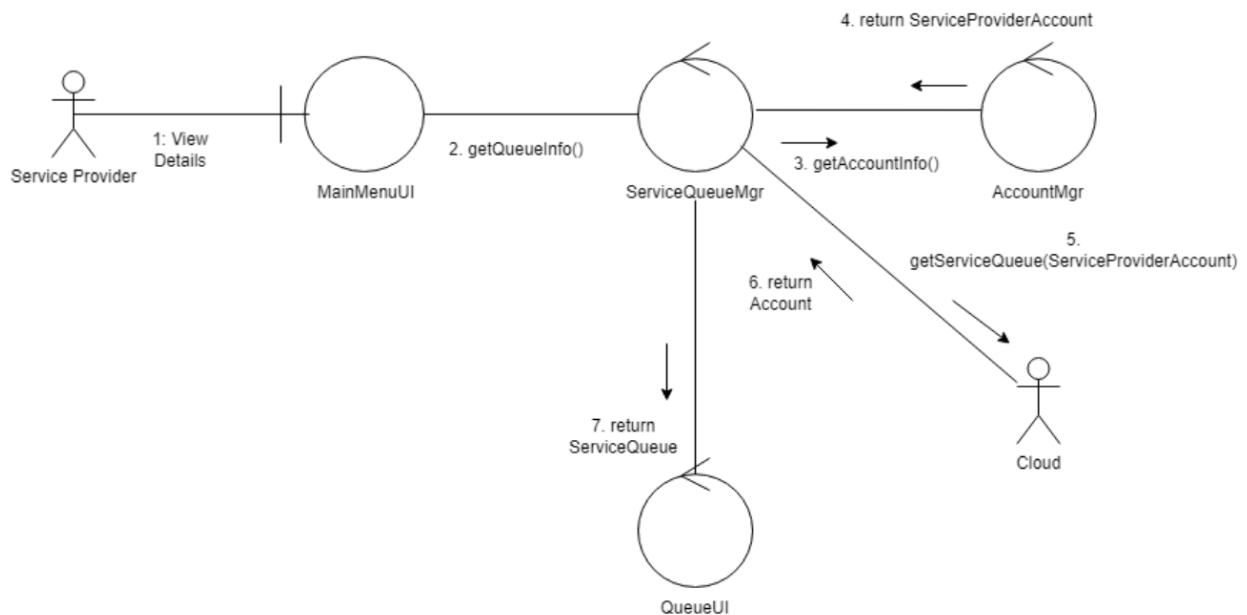 4. return ServiceProviderAccount
1: View
Details
2. getQueueInfo()
3. getAccountInfo()
Service Provider
MainMenuUI
ServiceQueueMgr
AccountMgr
5.
getServiceQueue(ServiceProviderAccount)
6. return
Account
7. return
ServiceQueue
Cloud
QueueUI